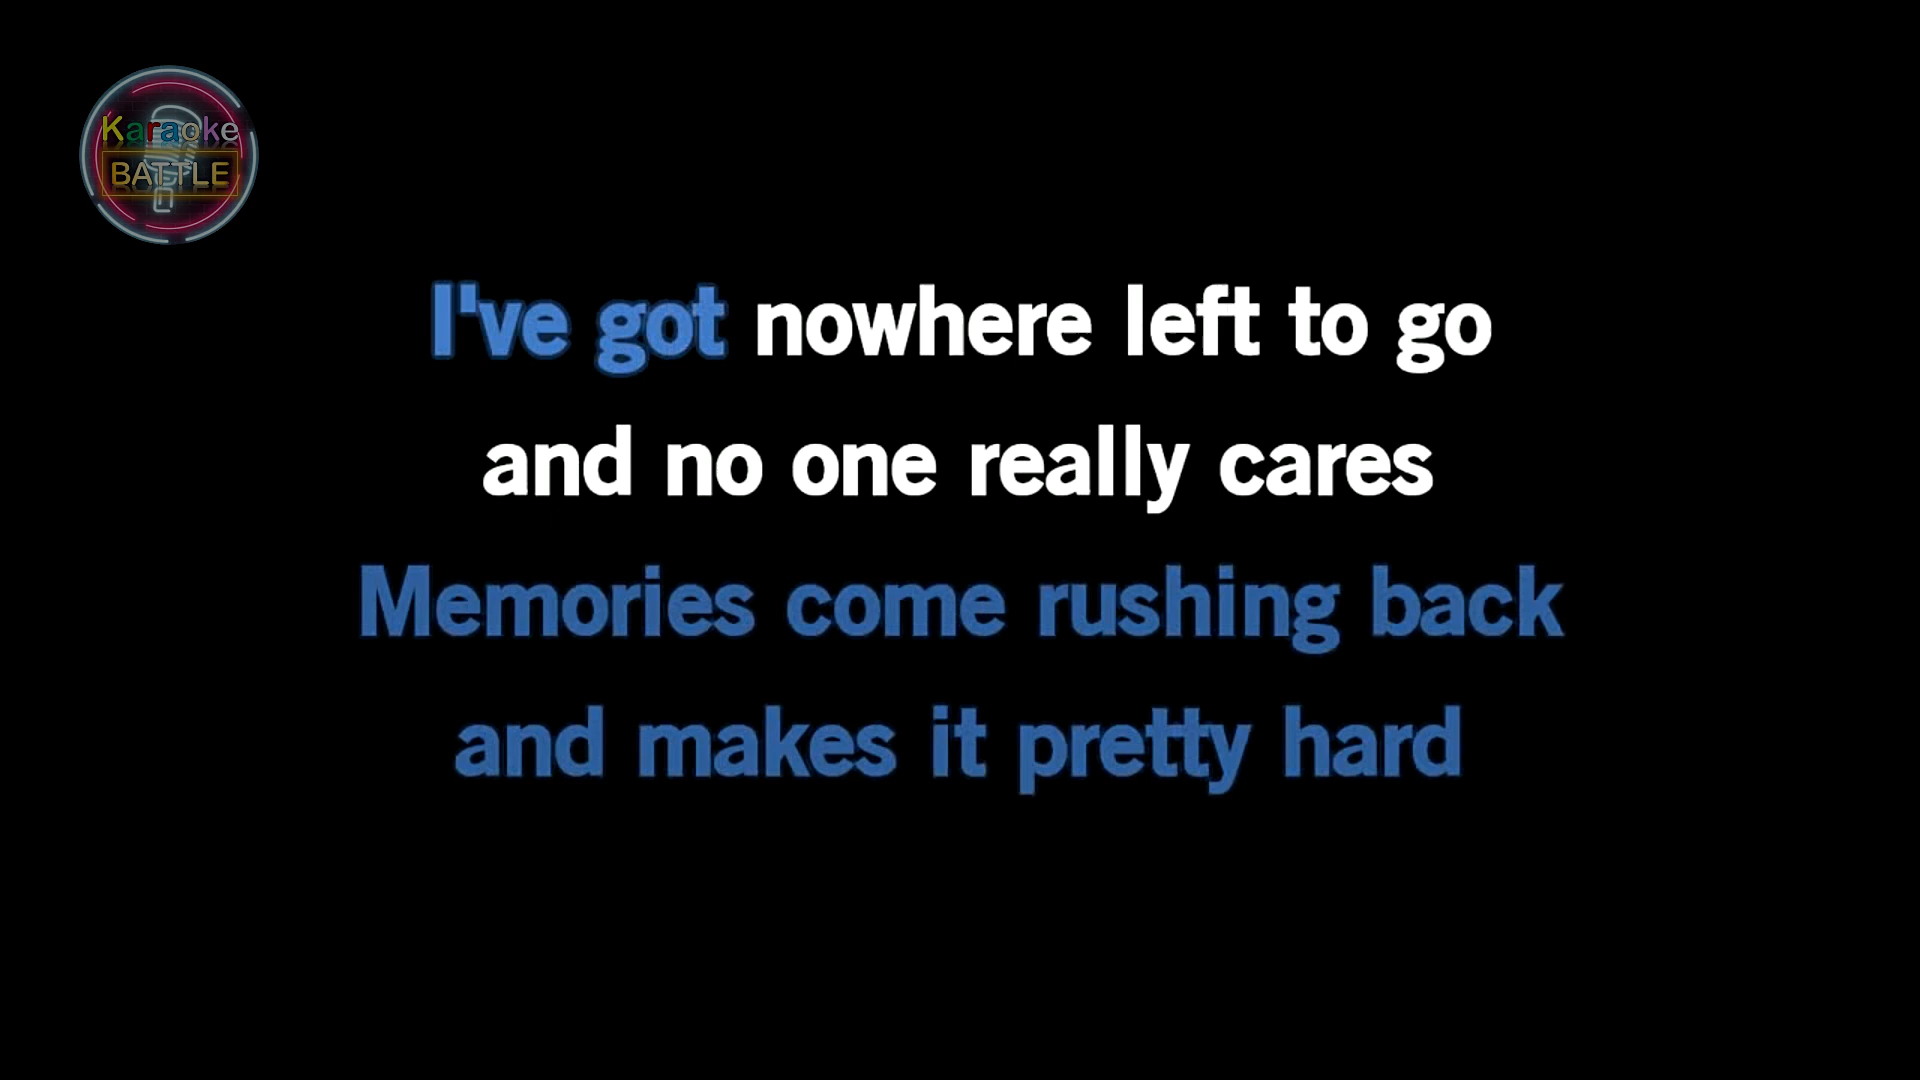 Karaoke
BATTLE
I've got nowhere left to go
and no one really cares
Memories come rushing back
and makes it pretty hard